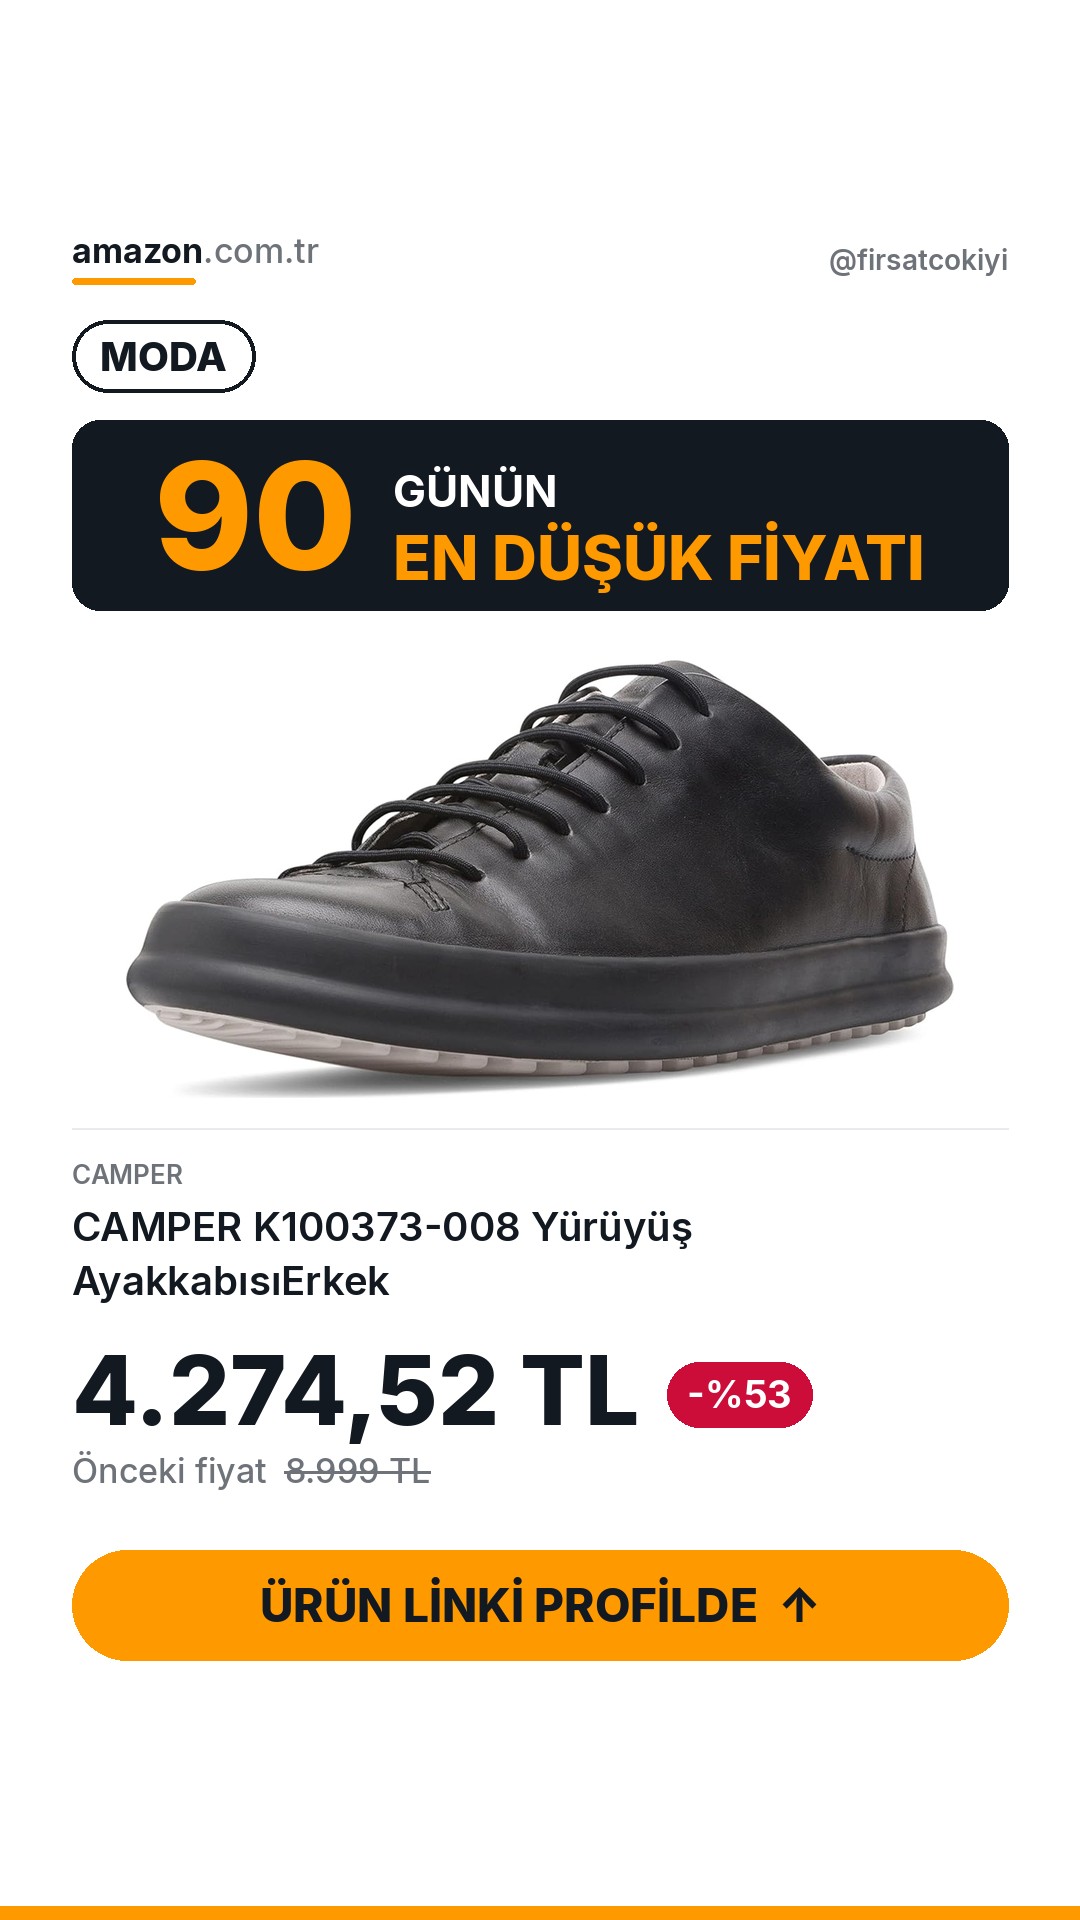 amazon.com.tr
@firsatcokiyi
MODA
90 GÜNÜN
EN DÜŞÜK FİYATI
CAMPER
CAMPER K100373-008 Yürüyüş
AyakkabısıErkek
4.274,52 TL -%53
Önceki fiyat 8.999 TL
ÜRÜN LİNKİ PROFİLDE ↑